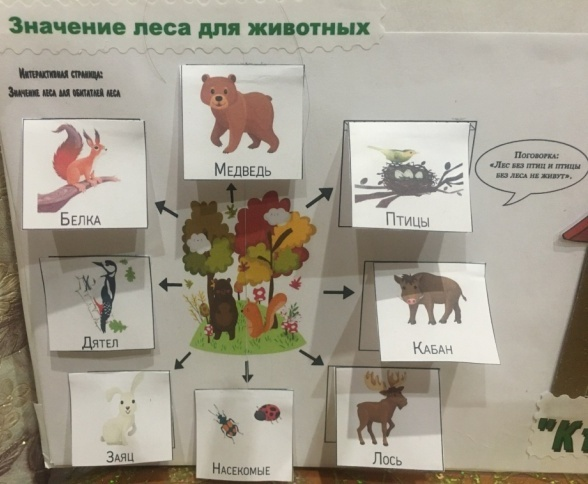 Значение леса для животных
Интерактивная страница:
Значение леса для обитателей леса
Медведь
Белка
Птицы
Поговорка:
«Лес без птиц и птицы
без леса не живут».
Дятел
Кабан
Заяц
Насекомые
Лось